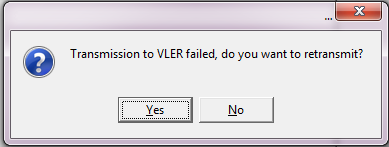 ...
Transmission to VLER failed, do you want to retransmit?
Yes No